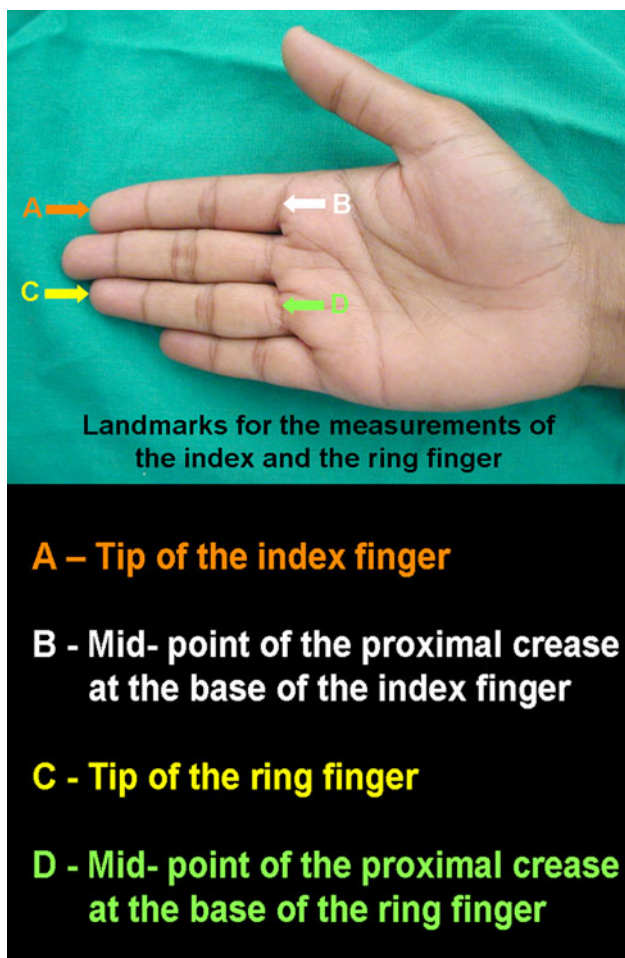 A
B
C
D
Landmarks for the measurements of
the index and the ring finger
A – Tip of the index finger
B - Mid- point of the proximal crease
at the base of the index finger
C - Tip of the ring finger
D - Mid- point of the proximal crease
at the base of the ring finger